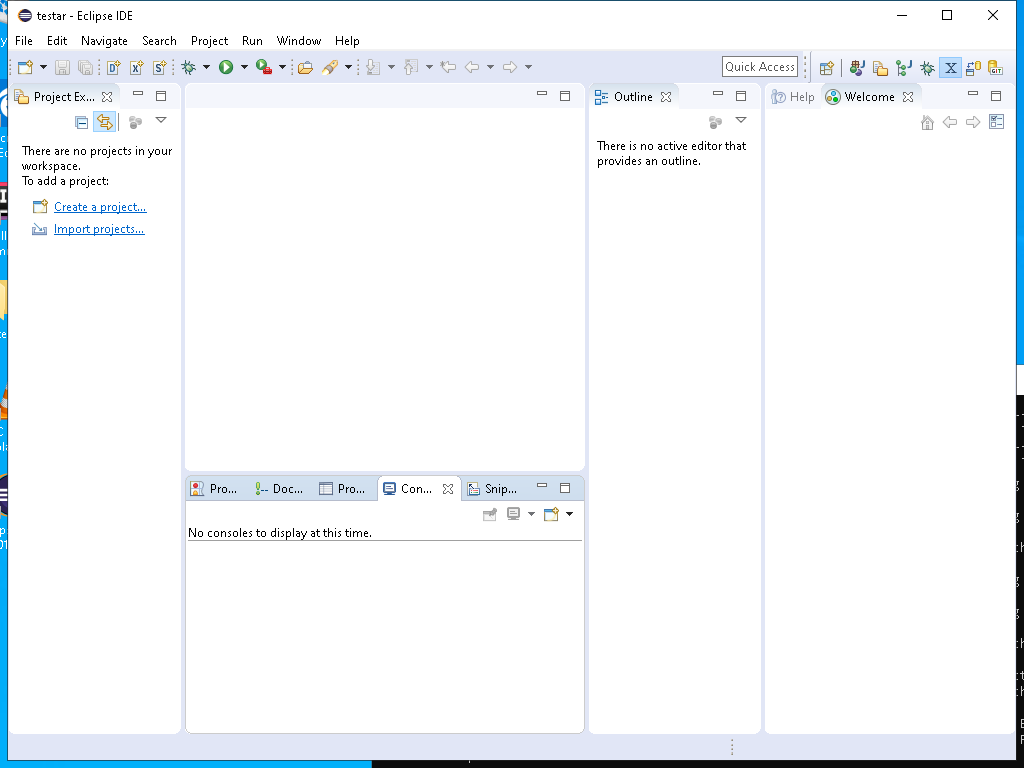 testar - Eclipse IDE
File Edit Navigate Search Project Run Window Help
Quick Access
Project Ex...
Outline
Help
Welcome
There are no projects in your
workspace.
To add a project:
Create a project...
Import projects...
There is no active editor that
provides an outline.
Pro...
Doc...
Pro...
Con...
Snip...
No consoles to display at this time.